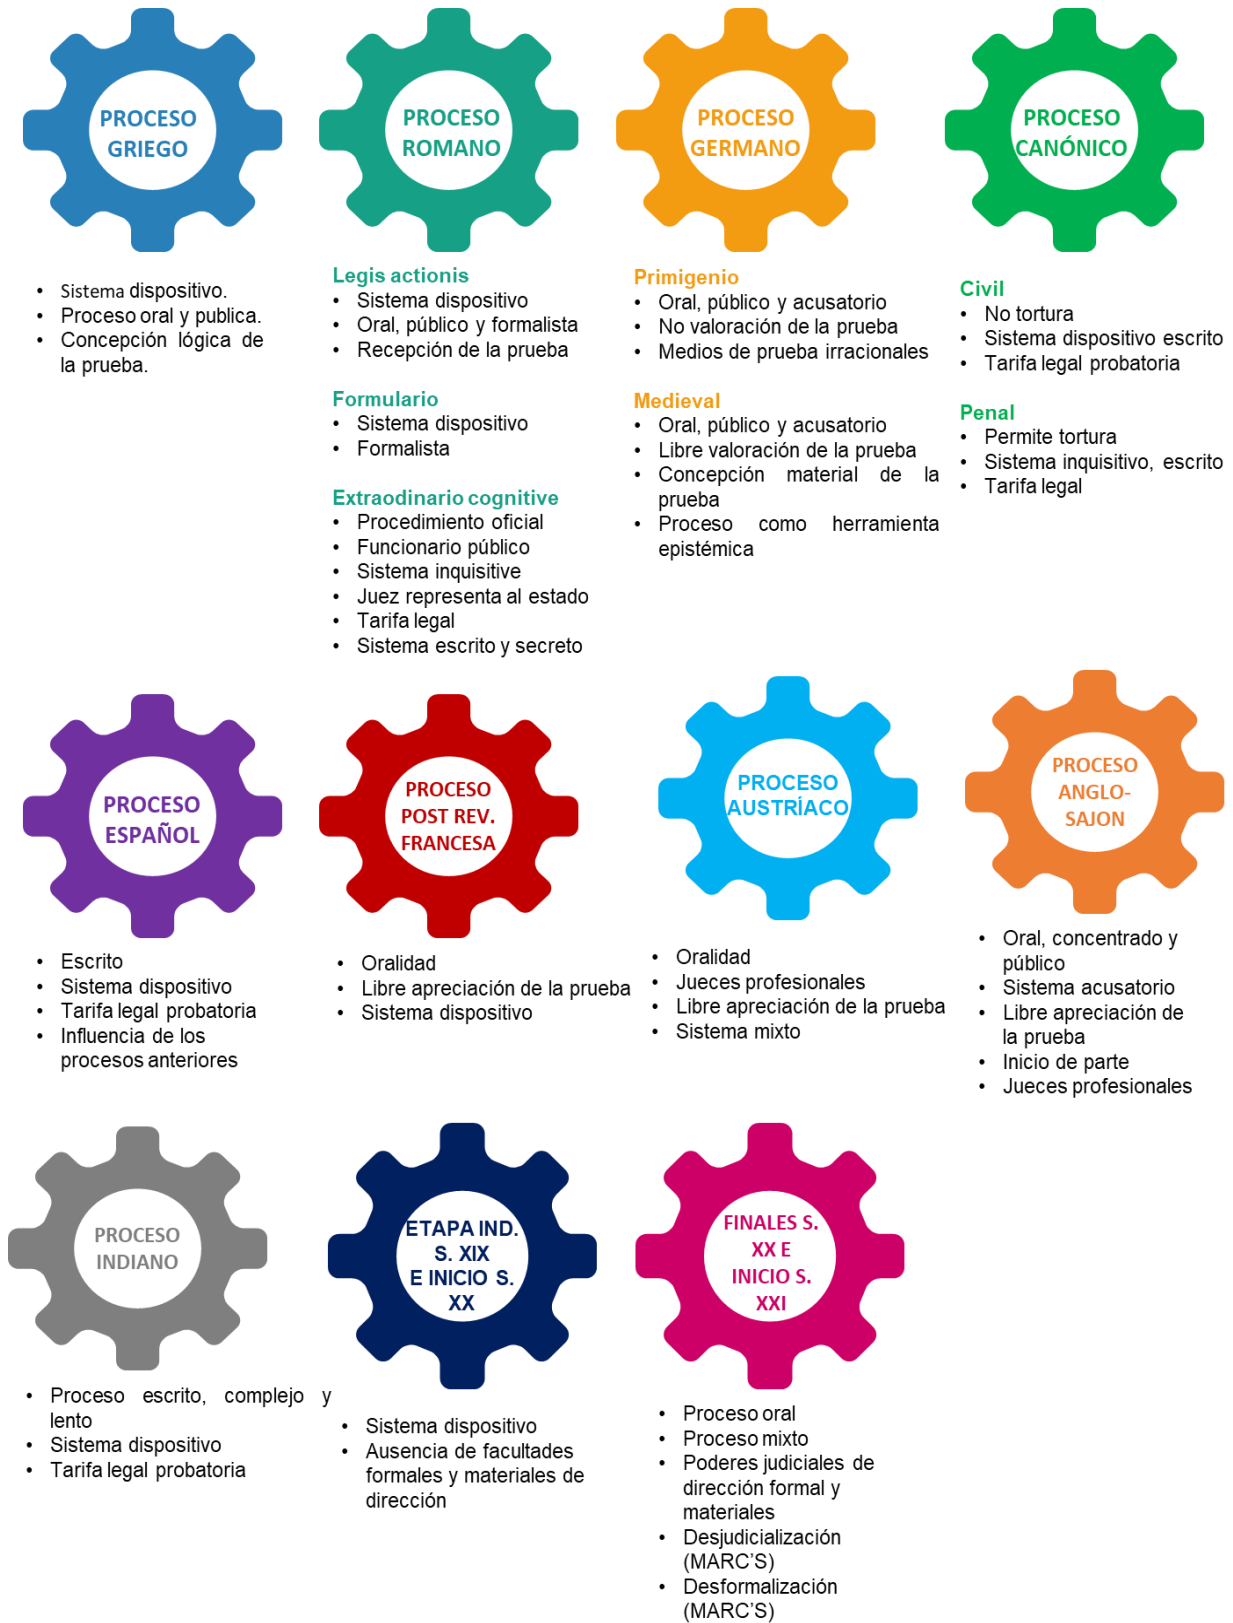 PROCESO
GRIEGO
• Sistema dispositivo.
• Proceso oral y publica.
• Concepción lógica de
la prueba.
PROCESO
ROMANO
Legis actionis
• Sistema dispositivo
• Oral, público y formalista
• Recepción de la prueba
Formulario
• Sistema dispositivo
• Formalista
Extraodinario cognitive
• Procedimiento oficial
• Funcionario público
• Sistema inquisitive
• Juez representa al estado
• Tarifa legal
• Sistema escrito y secreto
PROCESO
GERMANO
Primigenio
• Oral, público y acusatorio
• No valoración de la prueba
• Medios de prueba irracionales
Medieval
• Oral, público y acusatorio
• Libre valoración de la prueba
• Concepción material de la
prueba
• Proceso como herramienta
epistémica
PROCESO
CANÓNICO
Civil
• No tortura
• Sistema dispositivo escrito
• Tarifa legal probatoria
Penal
• Permite tortura
• Sistema inquisitivo, escrito
• Tarifa legal
PROCESO
ESPAÑOL
• Escrito
• Sistema dispositivo
• Tarifa legal probatoria
• Influencia de los
procesos anteriores
PROCESO
POST REV.
FRANCESA
• Oralidad
• Libre apreciación de la prueba
• Sistema dispositivo
PROCESO
AUSTRÍACO
• Oralidad
• Jueces profesionales
• Libre apreciación de la prueba
• Sistema mixto
PROCESO
ANGLO-
SAJON
• Oral, concentrado y
público
• Sistema acusatorio
• Libre apreciación de
la prueba
• Inicio de parte
• Jueces profesionales
PROCESO
INDIANO
• Proceso escrito, complejo y
lento
• Sistema dispositivo
• Tarifa legal probatoria
ETAPA IND.
S. XIX
E INICIO S.
XX
• Sistema dispositivo
• Ausencia de facultades
formales y materiales de
dirección
FINALES S.
XX E
INICIO S.
XXI
• Proceso oral
• Proceso mixto
• Poderes judiciales de
dirección formal y
materiales
• Desjudicialización
(MARC'S)
• Desformalización
(MARC'S)